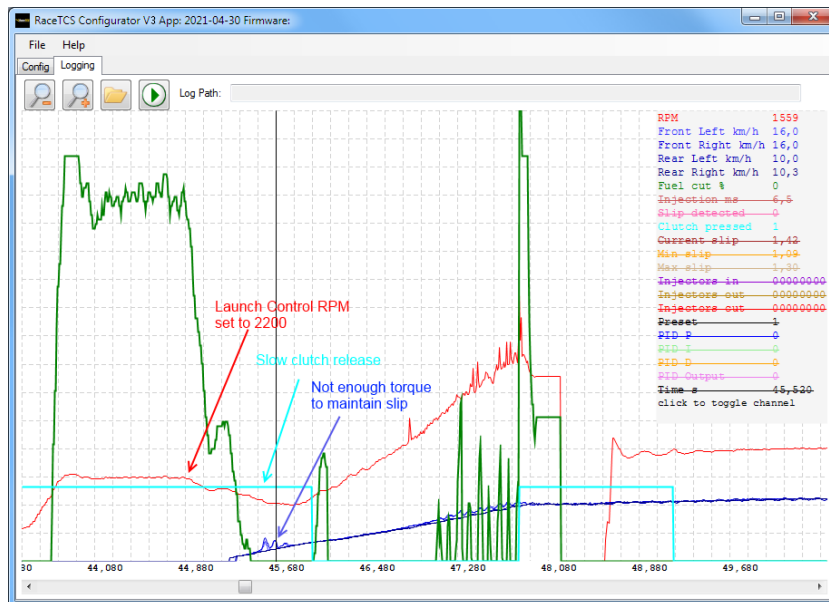 RaceTCS Configurator V3 App: 2021-04-30 Firmware:
File Help
Config Logging
Log Path:
RPM 1559
Front Left km/h 16,0
Front Right km/h 16,0
Rear Left km/h 10,0
Rear Right km/h 10,3
Fuel cut % 0
Injection ms 6,5
Slip detected 0
Clutch pressed 1
Current slip 1,42
Min slip 1,09
Max slip 1,30
Injectors in 00000000
Injectors out 00000000
Injectors cut 00000000
Preset 1
PID P 0
PID I 0
PID D 0
PID Output 0
Time s 45,520
click to toggle channel
Launch Control RPM
set to 2200
Slow clutch release
Not enough torque
to maintain slip
30 44,080 44,880 45,680 46,480 47,280 48,080 48,880 49,680